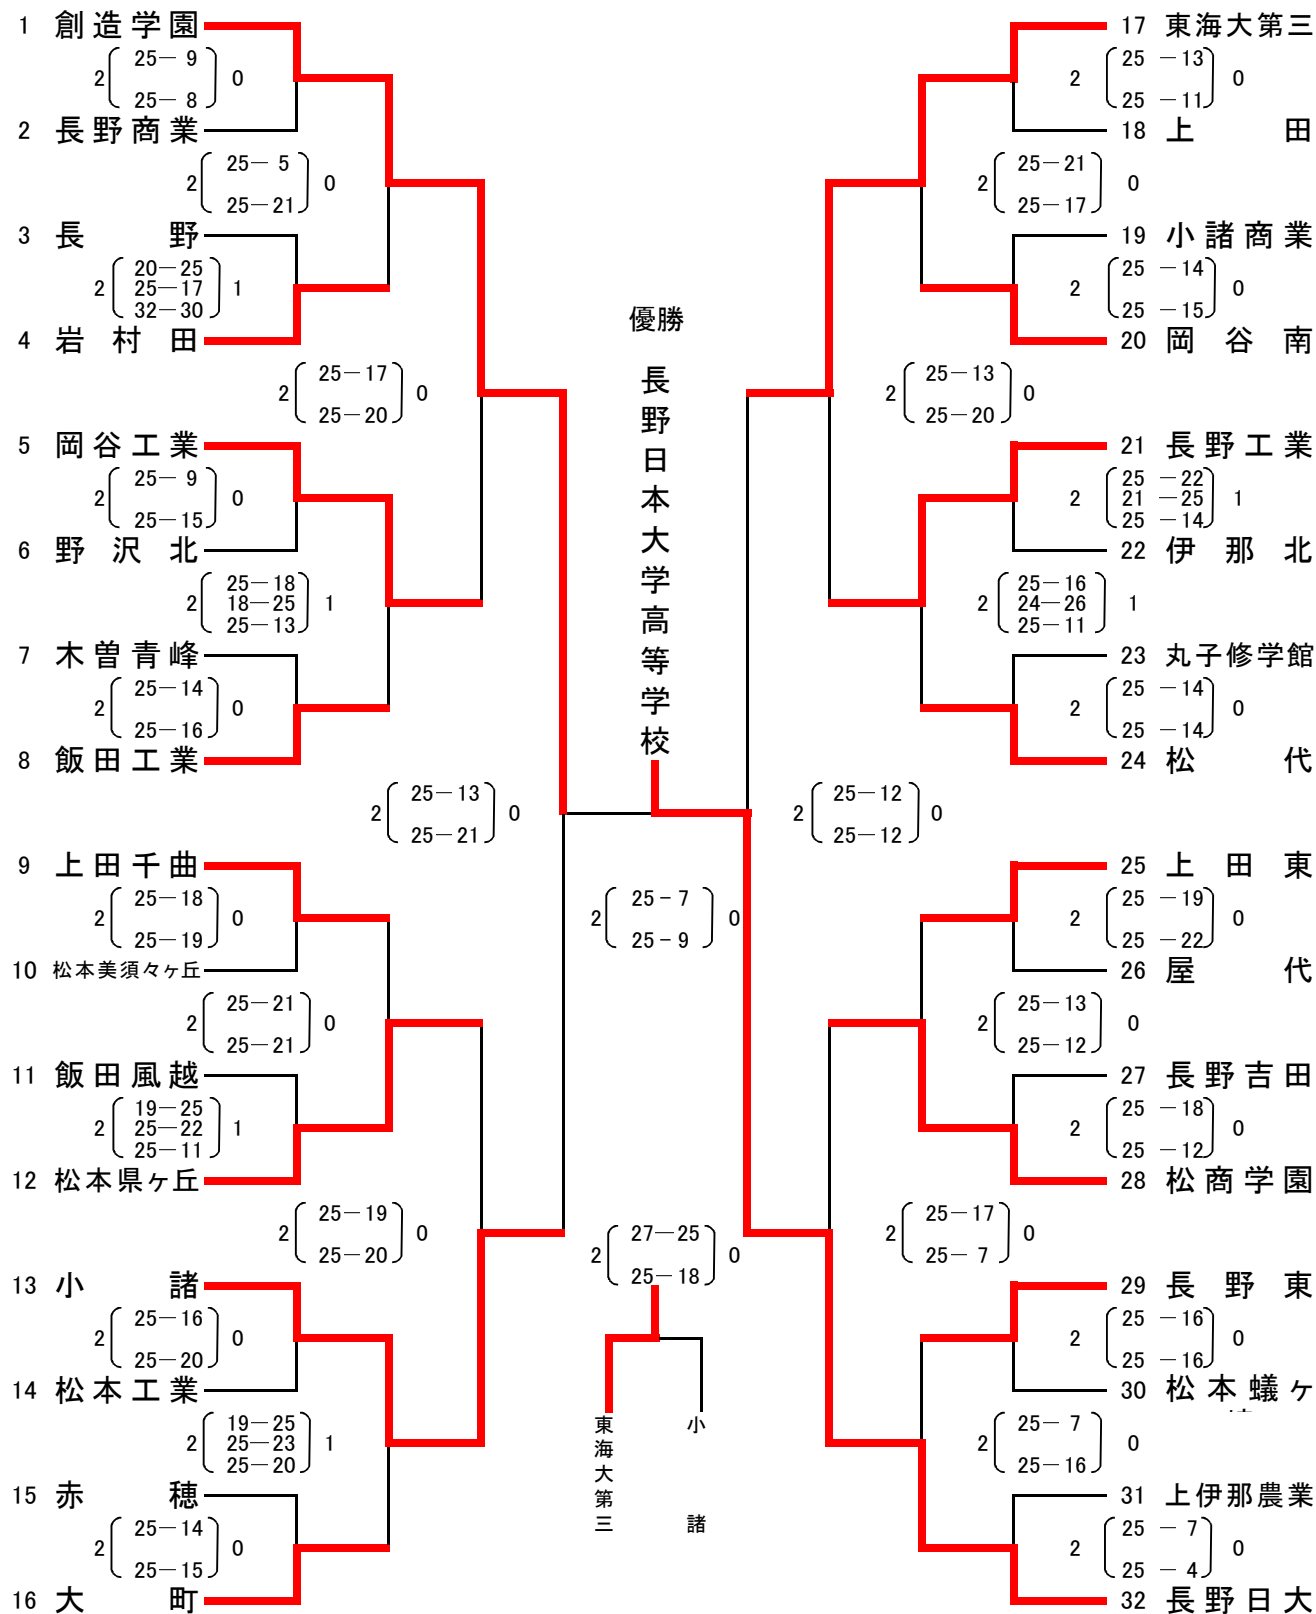 1 創造学園
2 ( 25－ 9 25－ 8 ) 0
2 長野商業
2 ( 25－ 5 25－21 ) 0
3 長野
2 ( 20－25 25－17 32－30 ) 1
4 岩村田
2 ( 25－17 25－20 ) 0
5 岡谷工業
2 ( 25－ 9 25－15 ) 0
6 野沢北
2 ( 25－18 18－25 25－13 ) 1
7 木曽青峰
2 ( 25－14 25－16 ) 0
8 飯田工業
2 ( 25－13 25－21 ) 0
9 上田千曲
2 ( 25－18 25－19 ) 0
10 松本美須々ヶ丘
2 ( 25－21 25－21 ) 0
11 飯田風越
2 ( 19－25 25－22 25－11 ) 1
12 松本県ヶ丘
2 ( 25－19 25－20 ) 0
13 小諸
2 ( 25－16 25－20 ) 0
14 松本工業
2 ( 19－25 25－23 25－20 ) 1
15 赤穂
2 ( 25－14 25－15 ) 0
16 大町
優勝
長野日本大学高等学校
2 ( 25－7 25－9 ) 0
2 ( 27－25 25－18 ) 0
東海大第三
小諸
17 東海大第三
2 ( 25 －13 25 －11 ) 0
18 上田
2 ( 25－21 25－17 ) 0
19 小諸商業
2 ( 25 －14 25 －15 ) 0
20 岡谷南
2 ( 25－13 25－20 ) 0
21 長野工業
2 ( 25 －22 21 －25 25 －14 ) 1
22 伊那北
2 ( 25－16 24－26 25－11 ) 1
23 丸子修学館
2 ( 25 －14 25 －14 ) 0
24 松代
2 ( 25－12 25－12 ) 0
25 上田東
2 ( 25 －19 25 －22 ) 0
26 屋代
2 ( 25－13 25－12 ) 0
27 長野吉田
2 ( 25 －18 25 －12 ) 0
28 松商学園
2 ( 25－17 25－ 7 ) 0
29 長野東
2 ( 25 －16 25 －16 ) 0
30 松本蟻ヶ
2 ( 25－ 7 25－16 ) 0
31 上伊那農業
2 ( 25 － 7 25 － 4 ) 0
32 長野日大